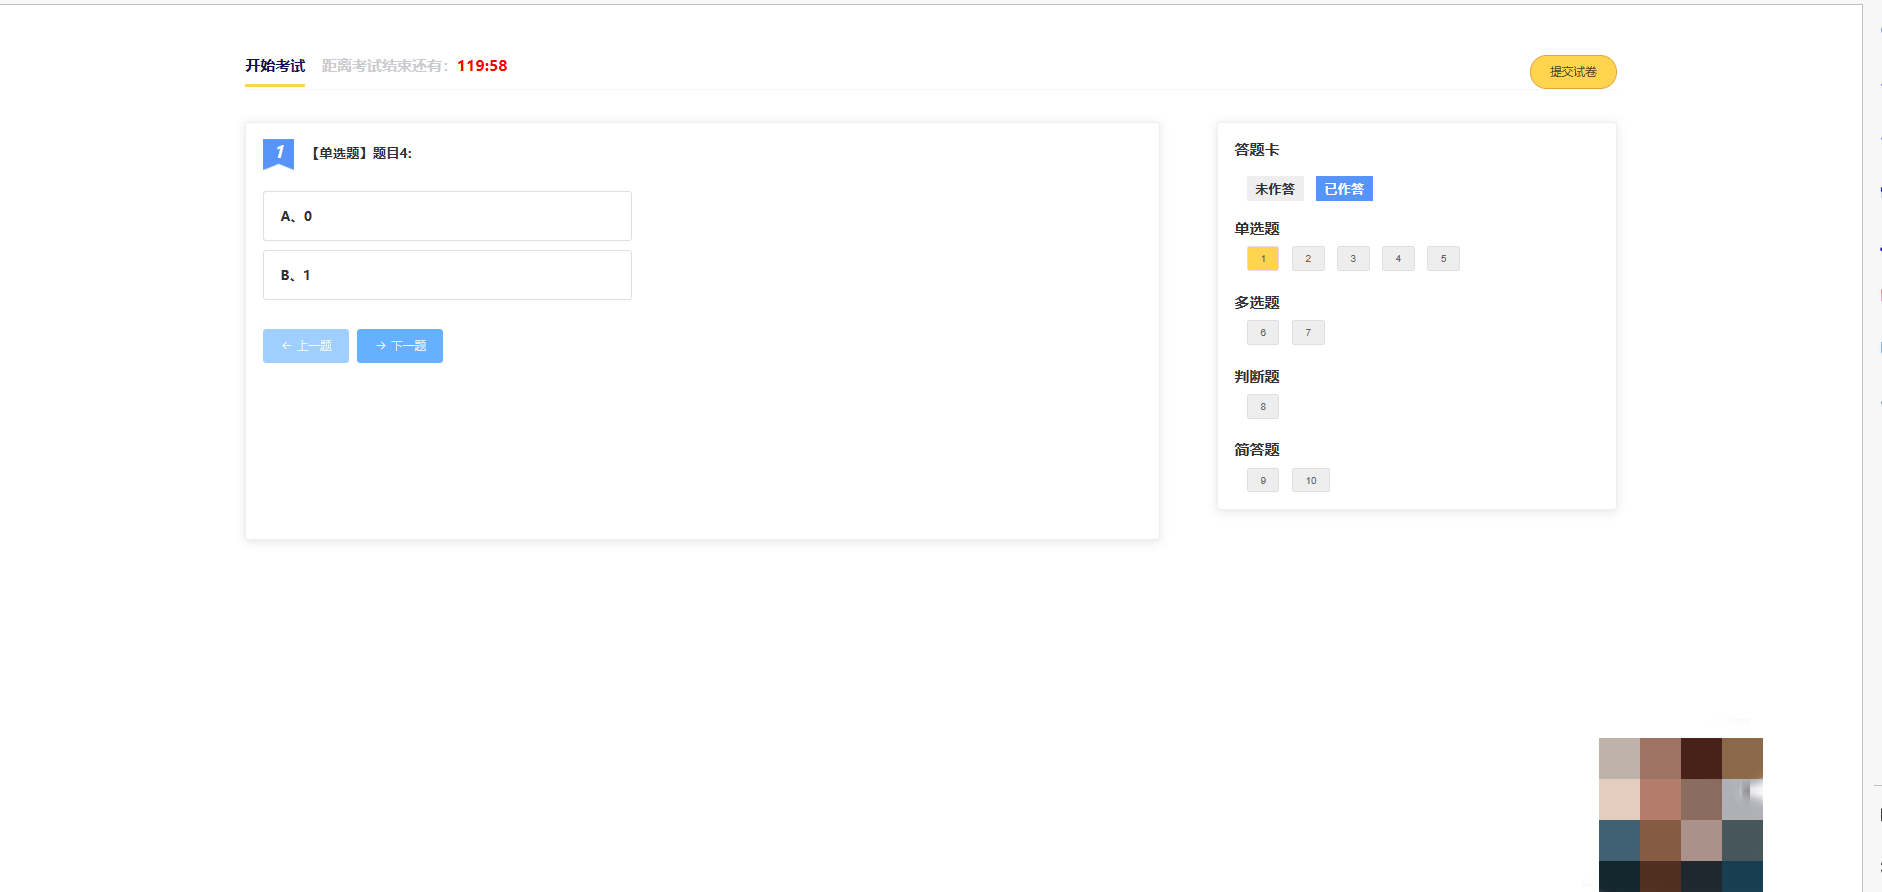 开始考试 距离考试结束还有: 119:58
提交试卷
1 【单选题】题目4:
A、0
B、1
← 上一题 → 下一题
答题卡
未作答 已作答
单选题
1 2 3 4 5
多选题
6 7
判断题
8
简答题
9 10